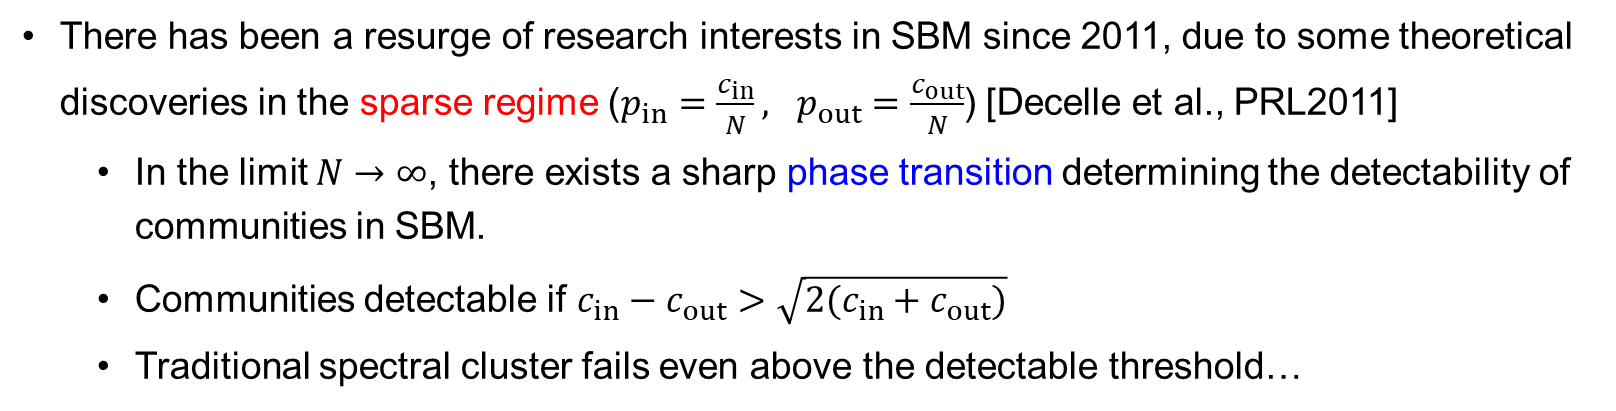 • There has been a resurge of research interests in SBM since 2011, due to some theoretical
discoveries in the sparse regime (p_in = c_in/N, p_out = c_out/N) [Decelle et al., PRL2011]
• In the limit N → ∞, there exists a sharp phase transition determining the detectability of
communities in SBM.
• Communities detectable if c_in − c_out > √(2(c_in + c_out))
• Traditional spectral cluster fails even above the detectable threshold…